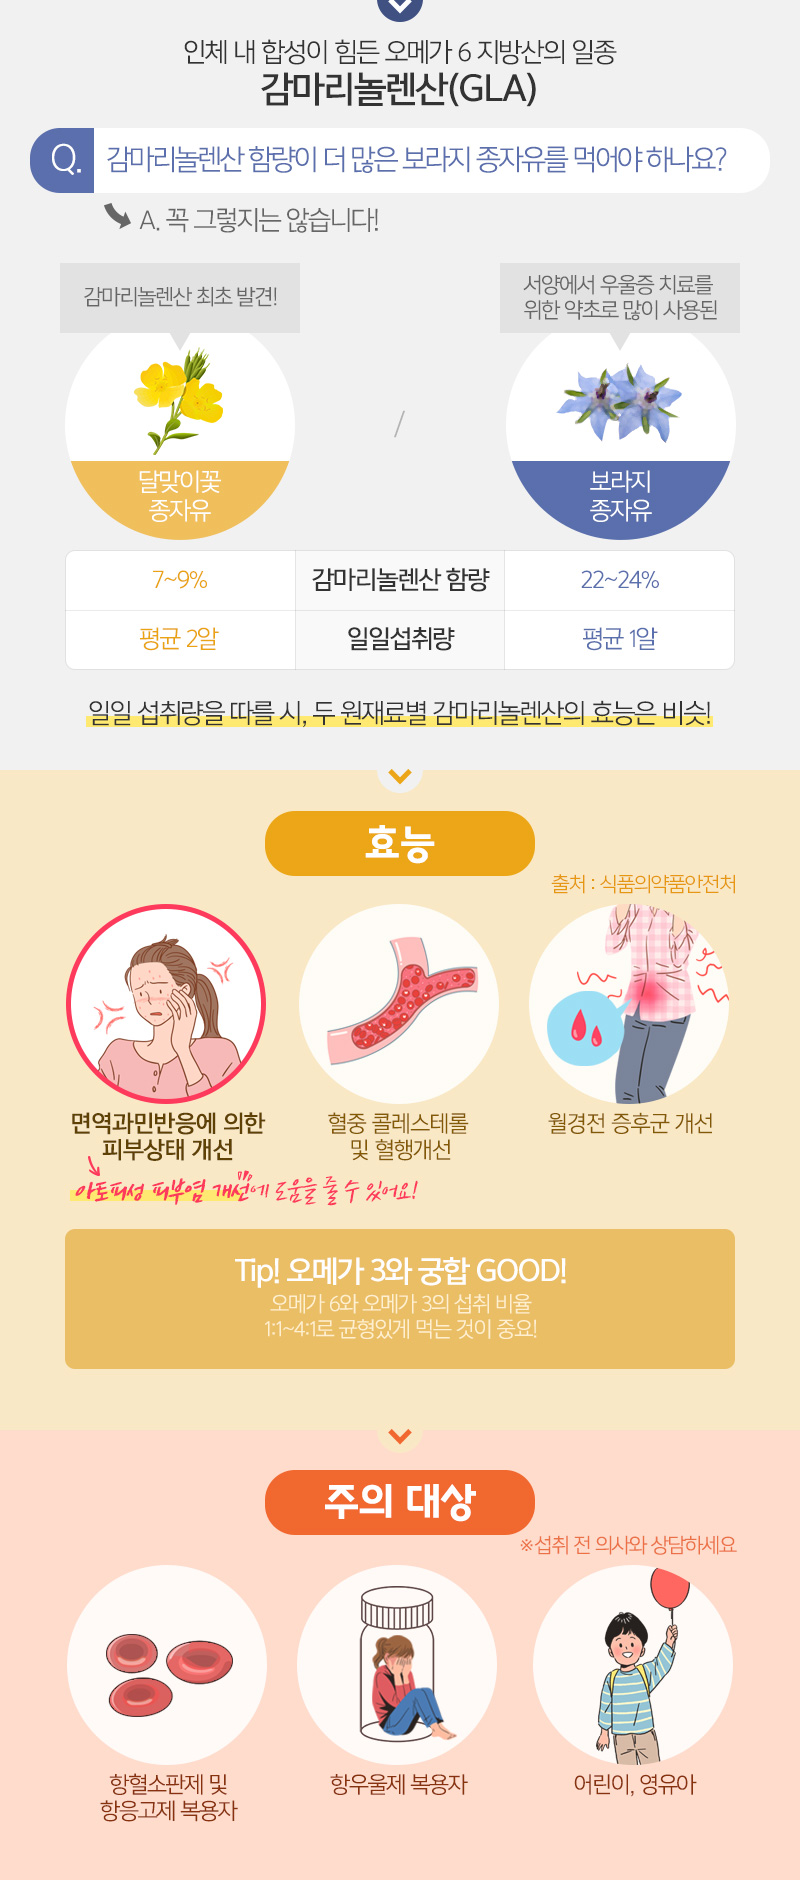 인체 내 합성이 힘든 오메가 6 지방산의 일종
감마리놀렌산(GLA)
Q. 감마리놀렌산 함량이 더 많은 보라지 종자유를 먹어야 하나요?
A. 꼭 그렇지는 않습니다!
감마리놀렌산 최초 발견!
서양에서 우울증 치료를
위한 약초로 많이 사용된
달맞이꽃
종자유
/
보라지
종자유
7~9% 감마리놀렌산 함량 22~24%
평균 2알 일일섭취량 평균 1알
일일 섭취량을 따를 시, 두 원재료별 감마리놀렌산의 효능은 비슷!
효능
출처 : 식품의약품안전처
면역과민반응에 의한
피부상태 개선
혈중 콜레스테롤
및 혈행개선
월경전 증후군 개선
아토피성 피부염 개선에 도움을 줄 수 있어요!
Tip! 오메가 3와 궁합 GOOD!
오메가 6와 오메가 3의 섭취 비율
1:1~4:1로 균형있게 먹는 것이 중요!
주의 대상
※섭취 전 의사와 상담하세요
항혈소판제 및
항응고제 복용자
항우울제 복용자
어린이, 영유아